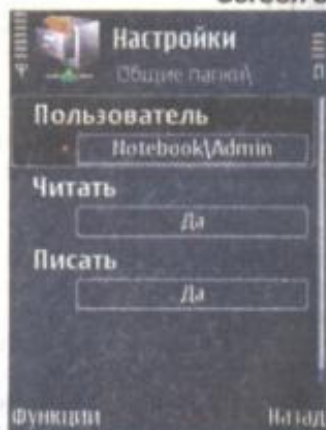 Настройки
Общие папки\
Пользователь
Notebook\Admin
Читать
Да
Писать
Да
Функции
Назад